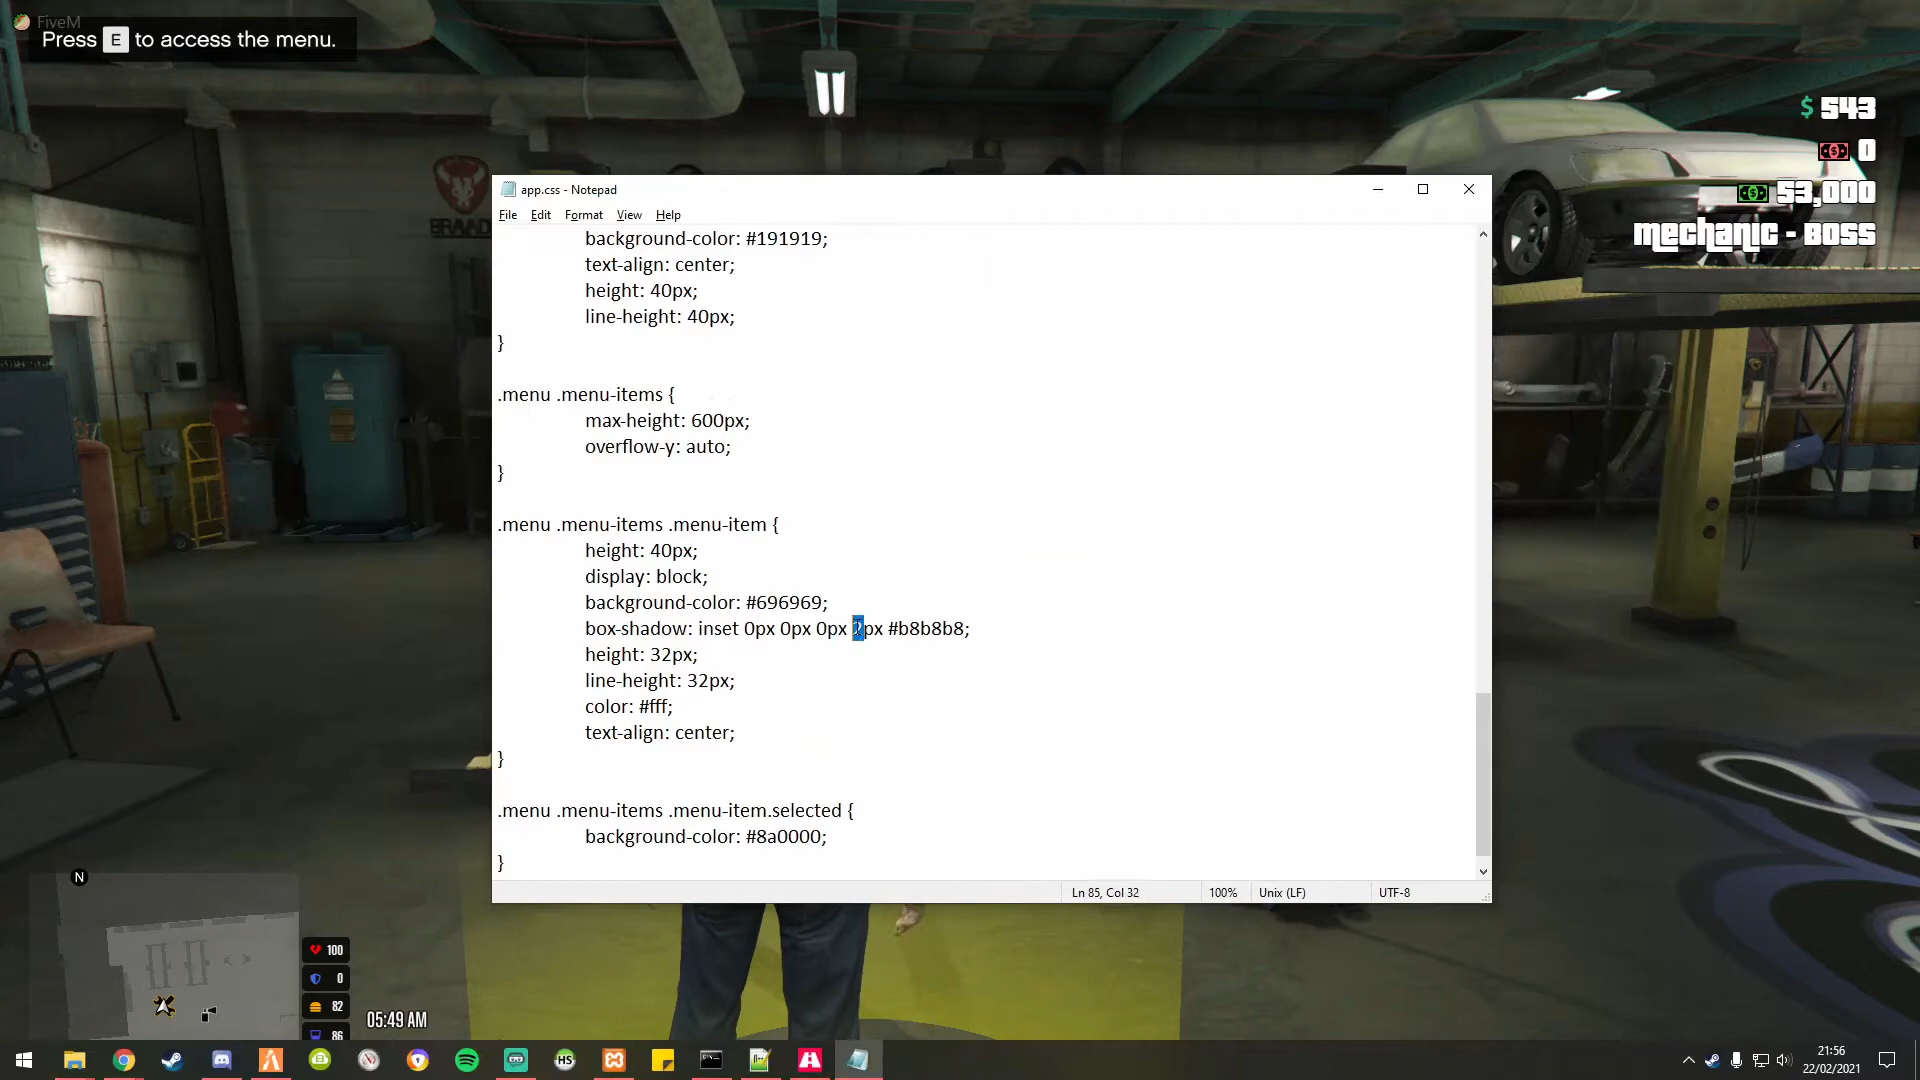 FiveM
Press E to access the menu.
$ 543
0
53,000
mechanic - Boss
app.css - Notepad
File Edit Format View Help
background-color: #191919;
text-align: center;
height: 40px;
line-height: 40px;
}
.menu .menu-items {
max-height: 600px;
overflow-y: auto;
}
.menu .menu-items .menu-item {
height: 40px;
display: block;
background-color: #696969;
box-shadow: inset 0px 0px 0px 2px #b8b8b8;
height: 32px;
line-height: 32px;
color: #fff;
text-align: center;
}
.menu .menu-items .menu-item.selected {
background-color: #8a0000;
}
Ln 85, Col 32
100%
Unix (LF)
UTF-8
N
100
0
82
86
05:49 AM
HS
21:56
22/02/2021